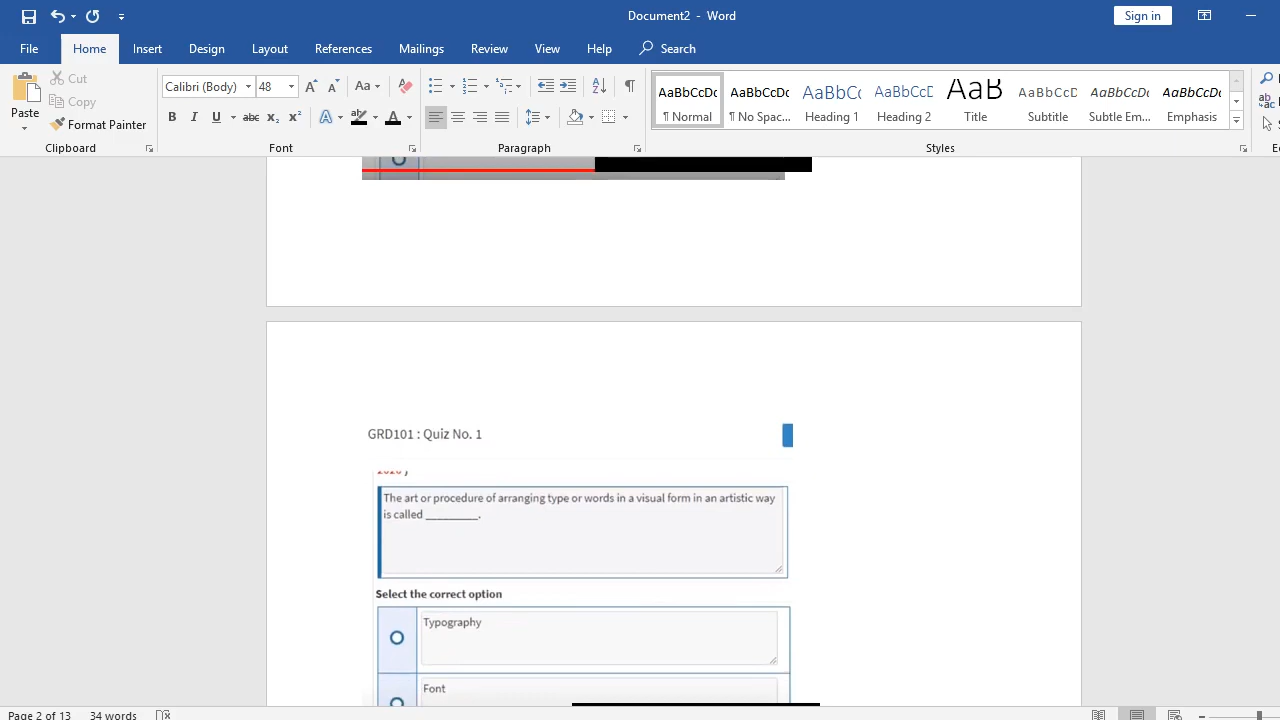 Document2 - Word
Sign in
File Home Insert Design Layout References Mailings Review View Help Search
Paste
Cut
Copy
Format Painter
Calibri (Body) 48
Aa
B I U abc x₂ x² A A
AaBbCcDc AaBbCcDc AaBbCc AaBbCcD AaB AaBbCcD AaBbCcDc AaBbCcDc
¶ Normal ¶ No Spac... Heading 1 Heading 2 Title Subtitle Subtle Em... Emphasis
Clipboard Font Paragraph Styles
GRD101 : Quiz No. 1
The art or procedure of arranging type or words in a visual form in an artistic way
is called _________.
Select the correct option
Typography
Font
Page 2 of 13 34 words